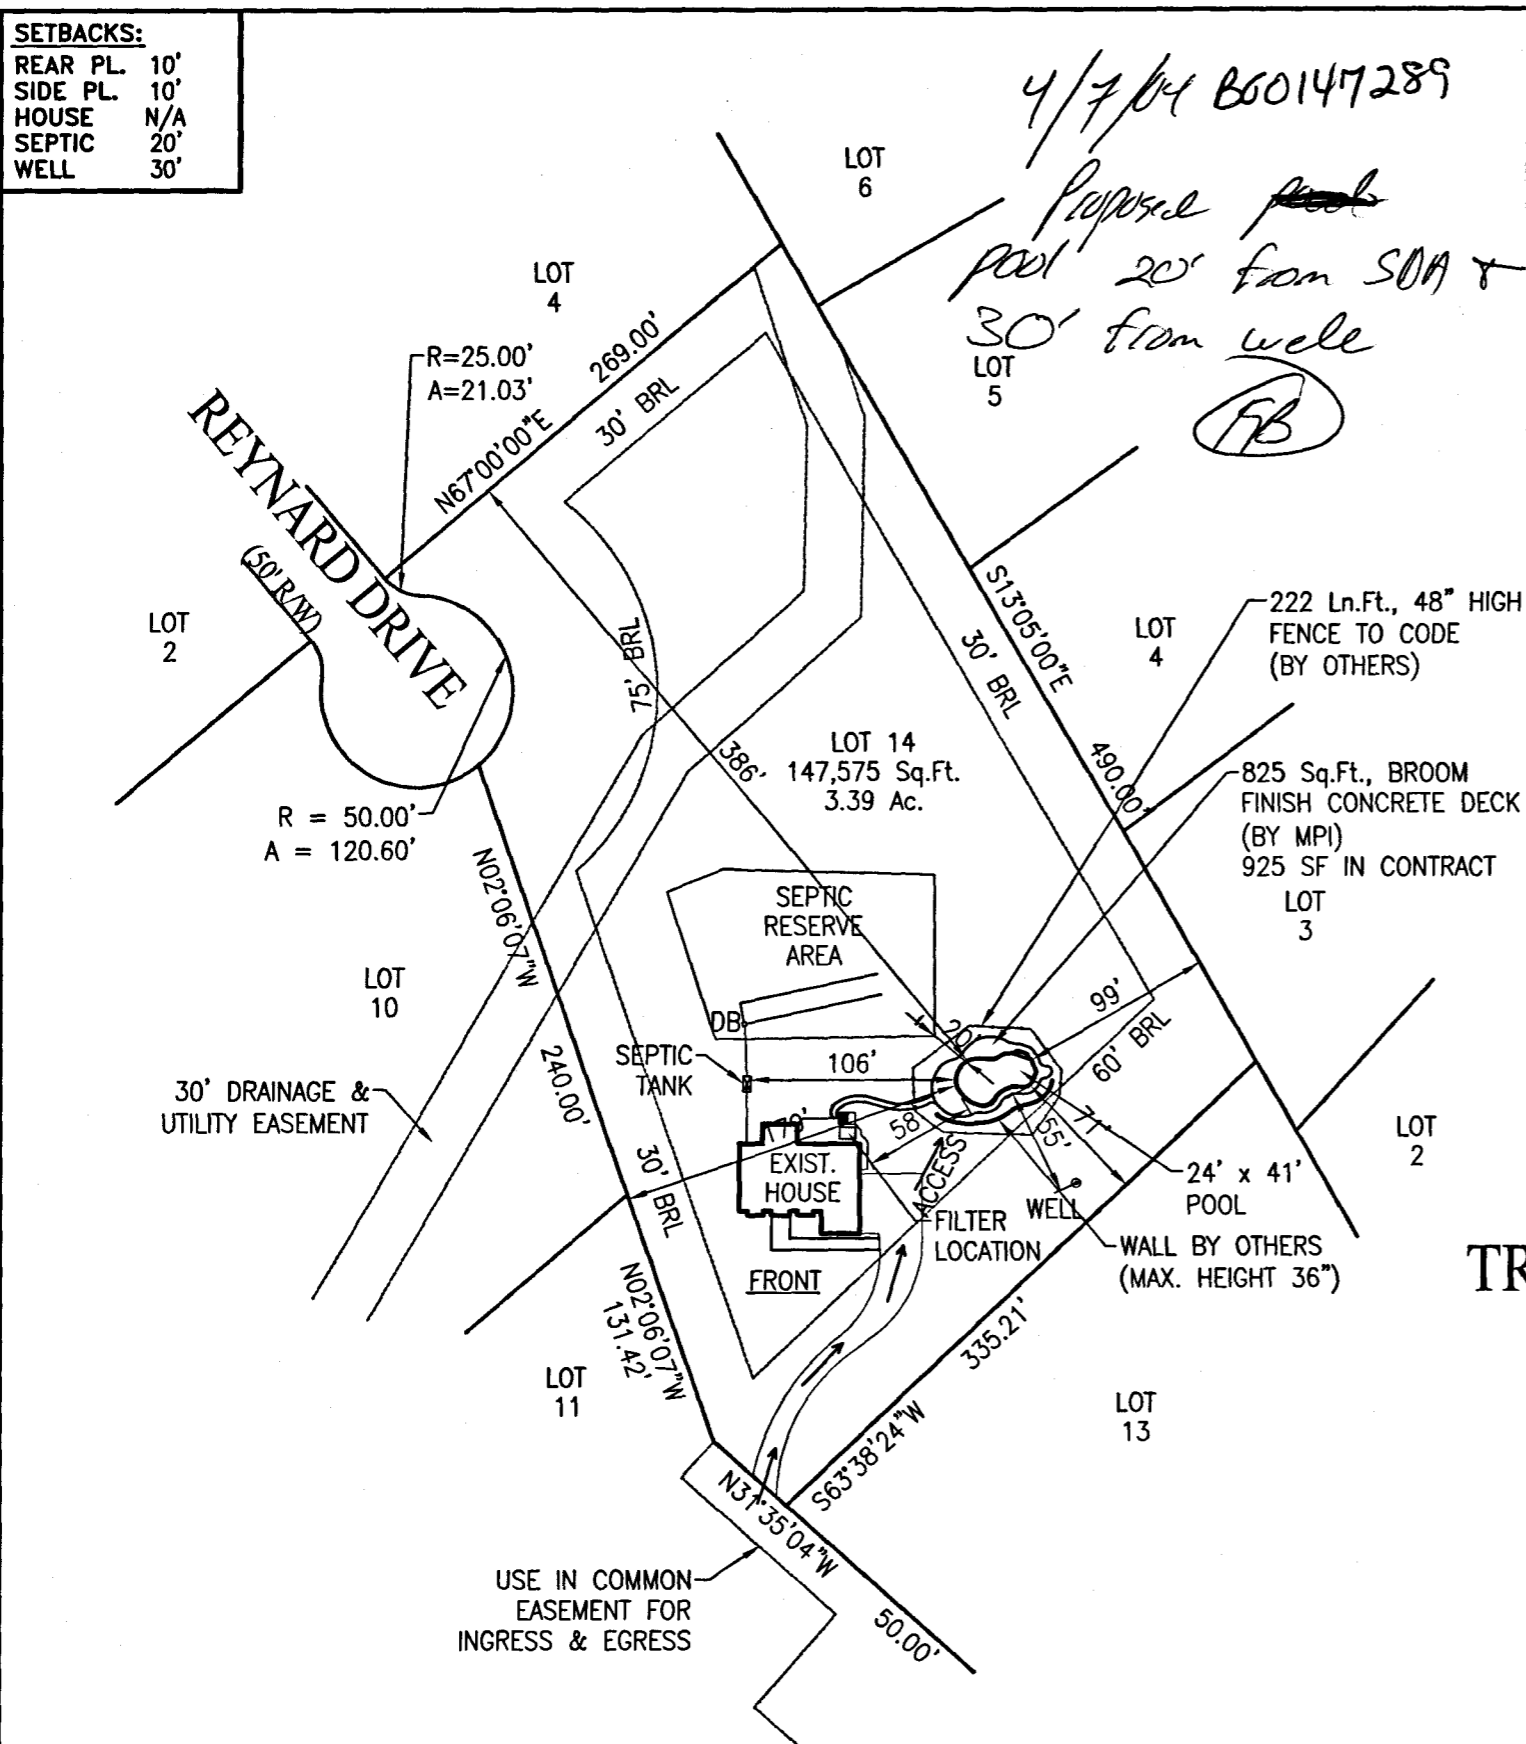 SETBACKS:
REAR PL. 10'
SIDE PL. 10'
HOUSE N/A
SEPTIC 20'
WELL 30'
4/7/04 B00147289
Proposed
pool 20' from SDA &
30' from well
LOT
6
LOT
4
LOT
5
R=25.00'
A=21.03'
269.00'
N67°00'00"E
30' BRL
REYNARD DRIVE
(50' R/W)
LOT
2
75' BRL
S13°05'00"E
30' BRL
490.00'
LOT
4
222 Ln.Ft., 48" HIGH
FENCE TO CODE
(BY OTHERS)
386'
LOT 14
147,575 Sq.Ft.
3.39 Ac.
825 Sq.Ft., BROOM
FINISH CONCRETE DECK
(BY MPI)
925 SF IN CONTRACT
LOT
3
R = 50.00'
A = 120.60'
N02°06'07"W
240.00'
LOT
10
SEPTIC
RESERVE
AREA
DB
SEPTIC
TANK
106'
20'
99'
60' BRL
30' DRAINAGE &
UTILITY EASEMENT
58'
55'
EXIST.
HOUSE
ACCESS
FRONT
FILTER
LOCATION
WELL
24' x 41'
POOL
WALL BY OTHERS
(MAX. HEIGHT 36")
LOT
2
TR
30' BRL
N02°06'07"W
131.42'
LOT
11
335.21'
S63°38'24"W
LOT
13
N31°35'04"W
50.00'
USE IN COMMON
EASEMENT FOR
INGRESS & EGRESS